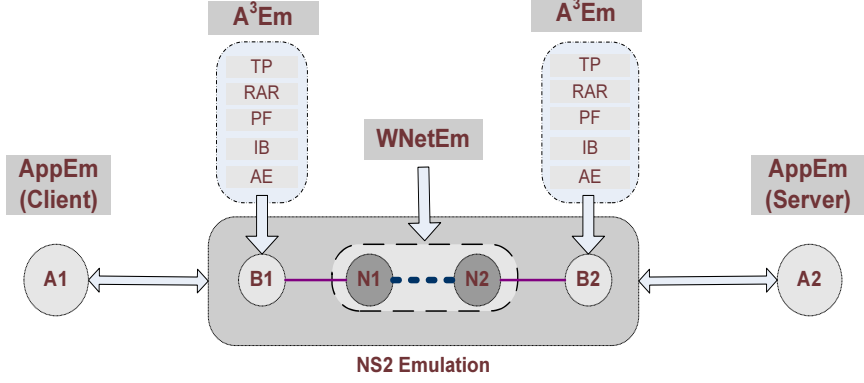 A³Em
A³Em
TP
RAR
PF
IB
AE
TP
RAR
PF
IB
AE
WNetEm
AppEm
(Client)
AppEm
(Server)
A1
B1
N1
N2
B2
A2
NS2 Emulation